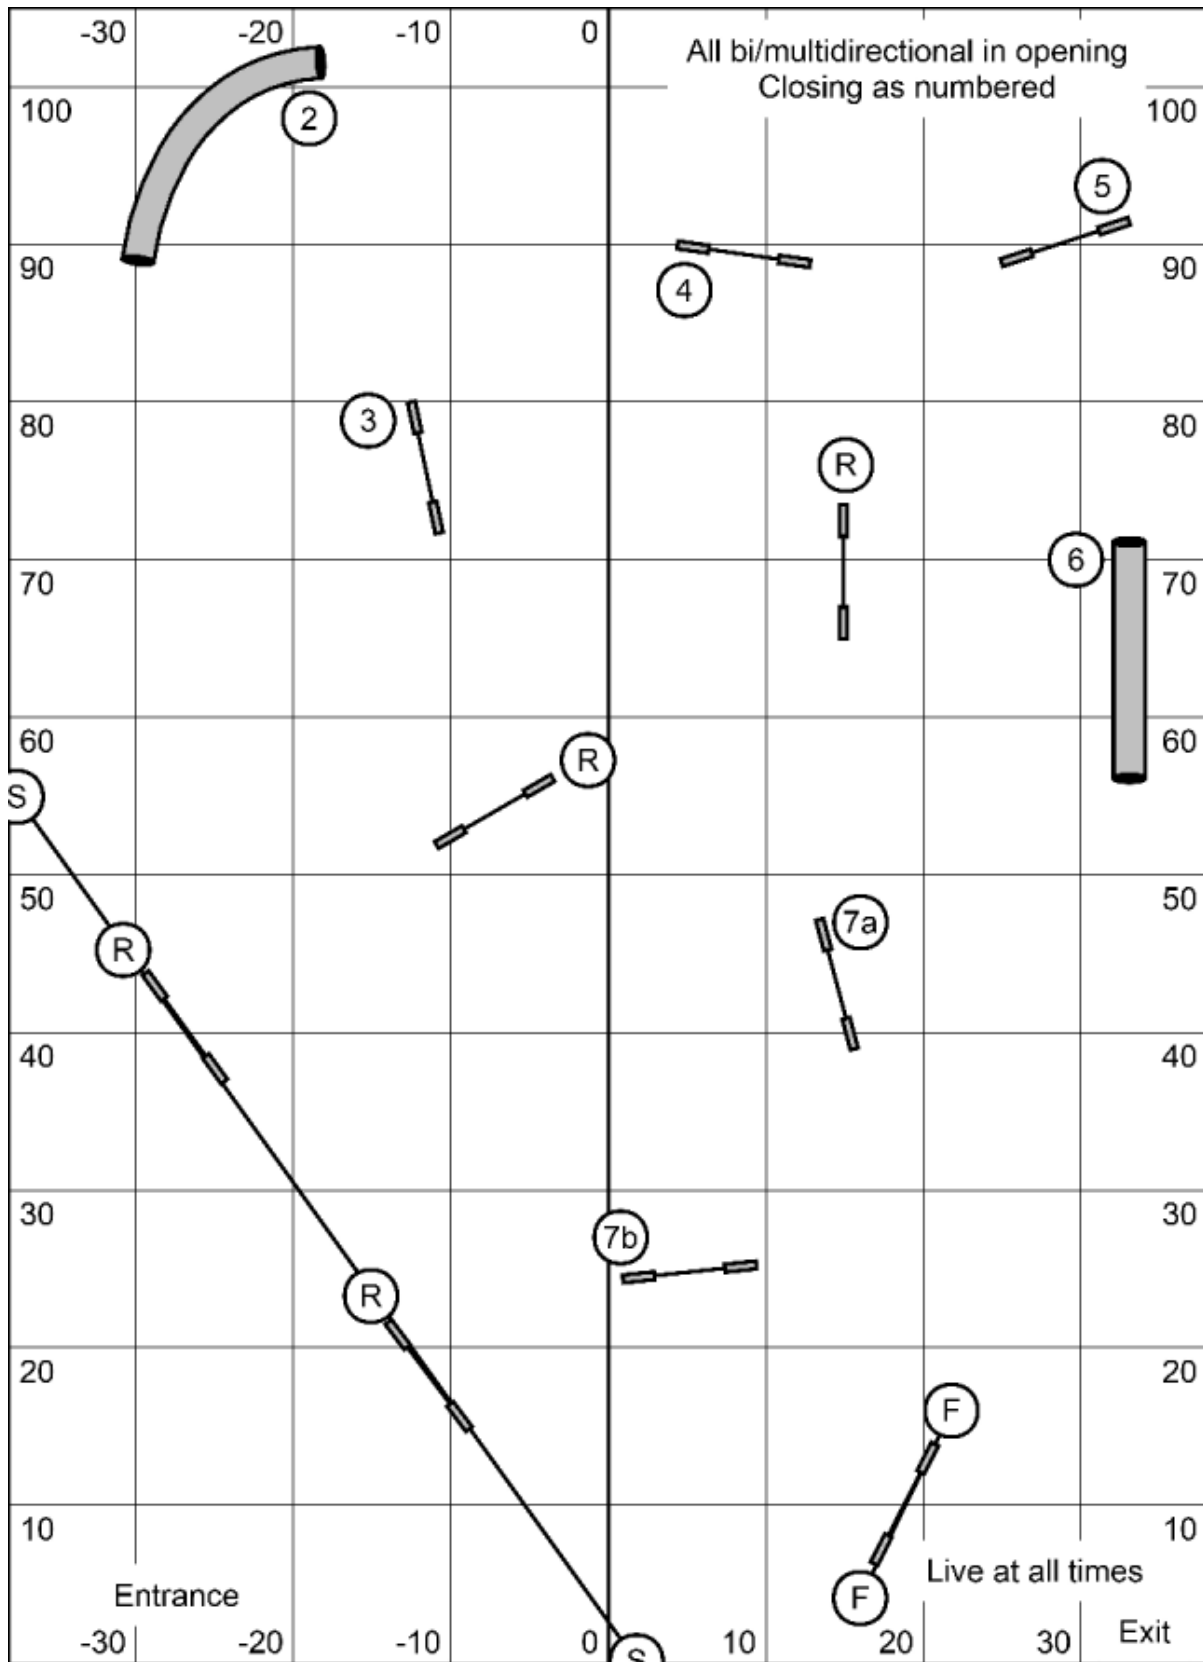 -30 -20 -10 0
All bi/multidirectional in opening
Closing as numbered
100 2 100
5
90 4 90
80 3 80
R
70 6 70
60 R 60
S
50 7a 50
R
40 40
30 7b 30
R
20 20
F
10 10
Live at all times
Entrance F
Exit
-30 -20 -10 0 S 10 20 30